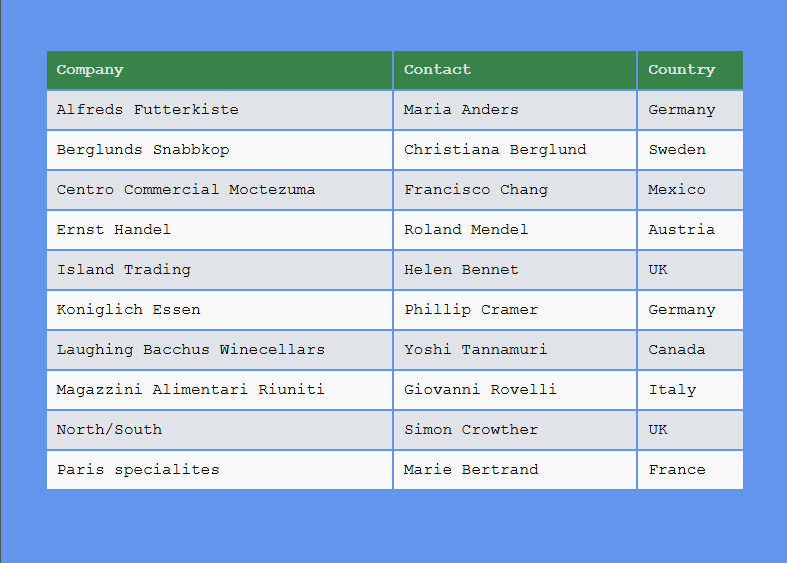 Company Contact Country
Alfreds Futterkiste Maria Anders Germany
Berglunds Snabbkop Christiana Berglund Sweden
Centro Commercial Moctezuma Francisco Chang Mexico
Ernst Handel Roland Mendel Austria
Island Trading Helen Bennet UK
Koniglich Essen Phillip Cramer Germany
Laughing Bacchus Winecellars Yoshi Tannamuri Canada
Magazzini Alimentari Riuniti Giovanni Rovelli Italy
North/South Simon Crowther UK
Paris specialites Marie Bertrand France